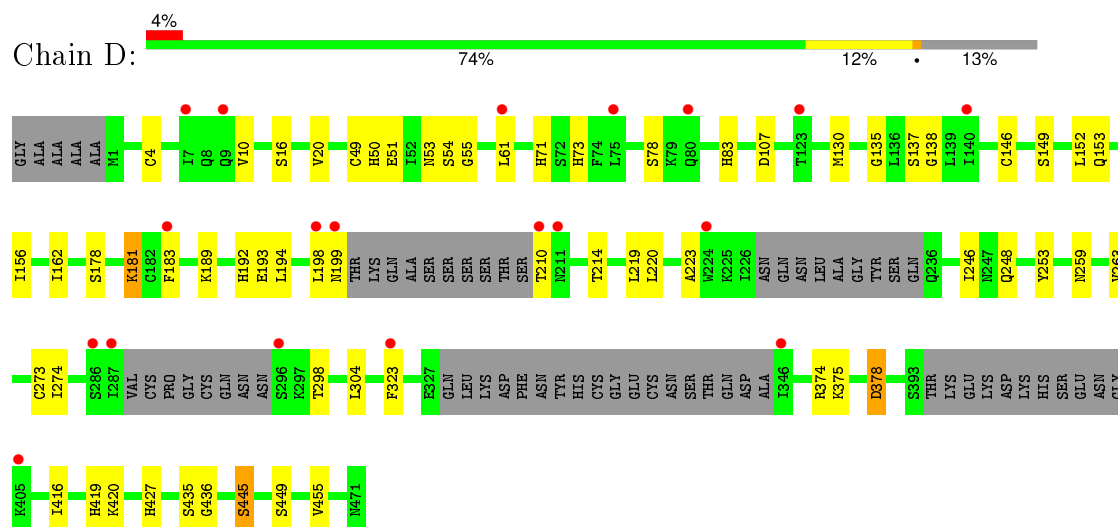 4%
Chain D:
74% 12% • 13%
GLY ALA ALA ALA ALA M1 C4 I7 Q8 Q9 V10 S16 V20 C49 H50 E51 I52 N53 S54 G55 L61 H71 S72 H73 F74 L75 S78 K79 Q80 H83 D107 T123 M130 G135 L136 S137 G138 L139 I140 C146 S149 L152 Q153
I156 I162 S178 K181 C182 F183 K189 H192 E193 L194 L198 N199 THR LYS GLN ALA SER SER SER SER THR SER T210 N211 T214 L219 L220 A223 W224 K225 I226 ASN GLN ASN LEU ALA GLY TYR SER GLN Q236 I246 N247 Q248 Y253 N259
C273 I274 S286 I287 VAL CYS PRO GLY CYS GLN ASN ASN S296 K297 T298 L304 F323 E327 GLN LEU LYS ASP PHE ASN TYR HIS CYS GLY GLU CYS ASN SER THR GLN ASP ALA I346 R374 K375 D378 S393 THR LYS GLU LYS ASP LYS HIS SER GLU ASN GLY
K405 I416 H419 K420 H427 S435 G436 S445 S449 V455 N471